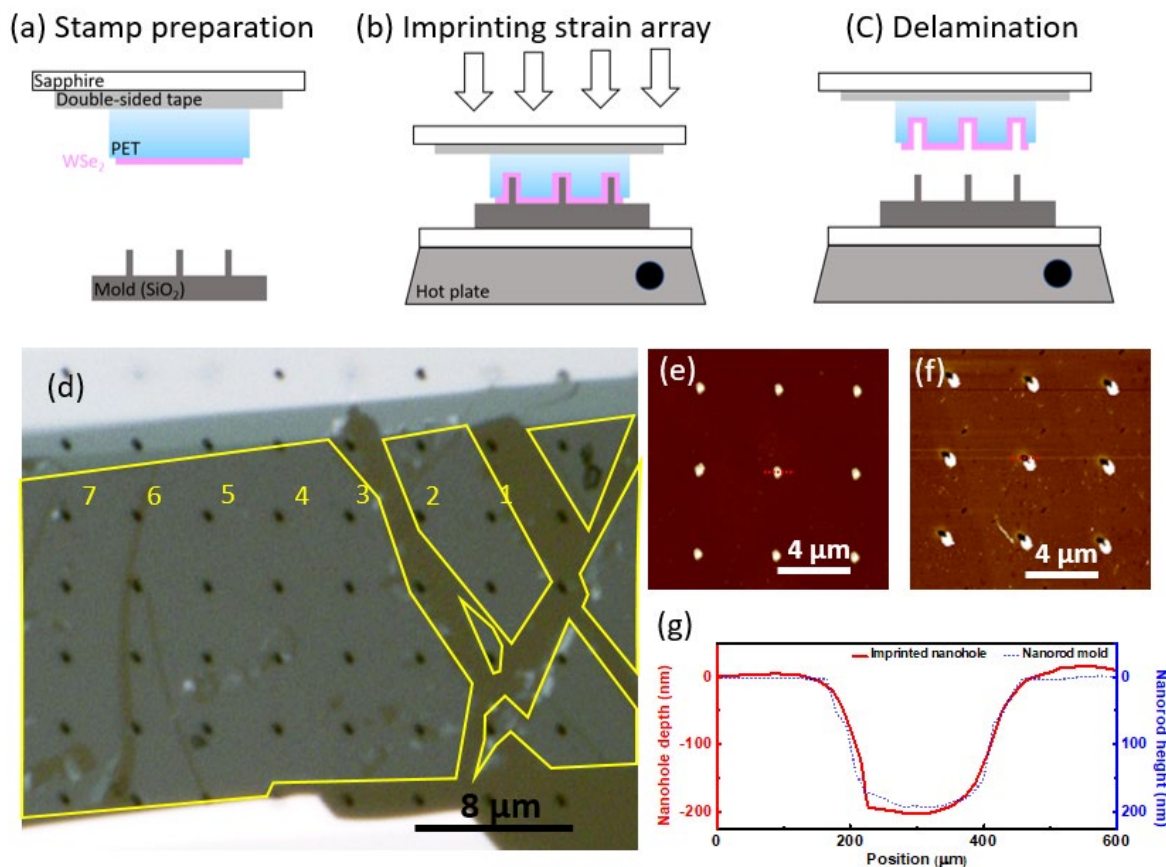 (a) Stamp preparation
(b) Imprinting strain array
(C) Delamination
Sapphire
Double-sided tape
PET
WSe₂
Mold (SiO₂)
Hot plate
(d)
7 6 5 4 3 2 1
8 μm
(e)
4 μm
(f)
4 μm
(g)
Imprinted nanohole
Nanorod mold
Nanohole depth (nm)
0
-100
-200
Nanorod height (nm)
0
100
200
0 200 400 600
Position (μm)